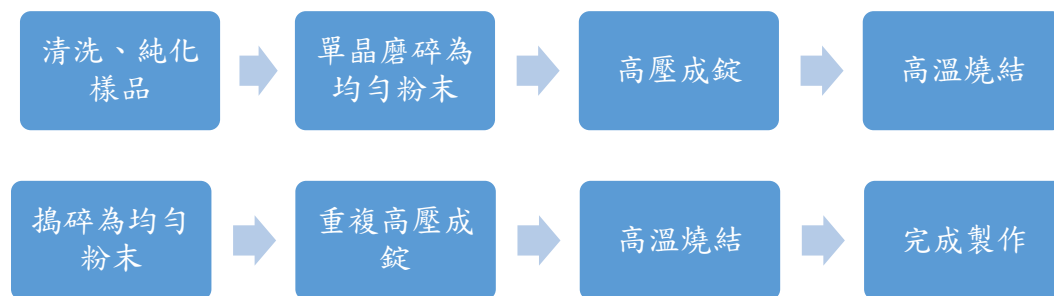 清洗、純化
樣品
單晶磨碎為
均勻粉末
高壓成錠
高溫燒結
搗碎為均勻
粉末
重複高壓成
錠
高溫燒結
完成製作